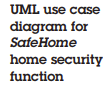 UML use case
diagram for
SafeHome
home security
function